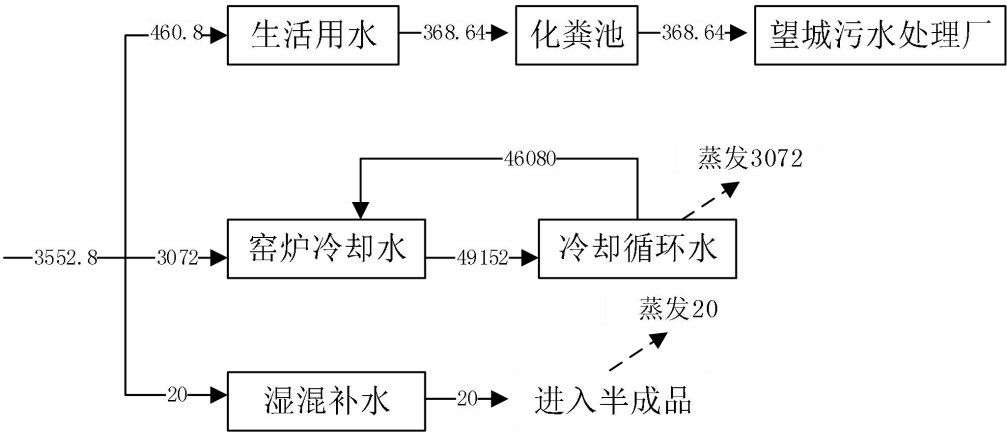 460.8
生活用水
368.64
化粪池
368.64
望城污水处理厂
46080
蒸发3072
3552.8
3072
窑炉冷却水
49152
冷却循环水
蒸发20
20
湿混补水
20
进入半成品